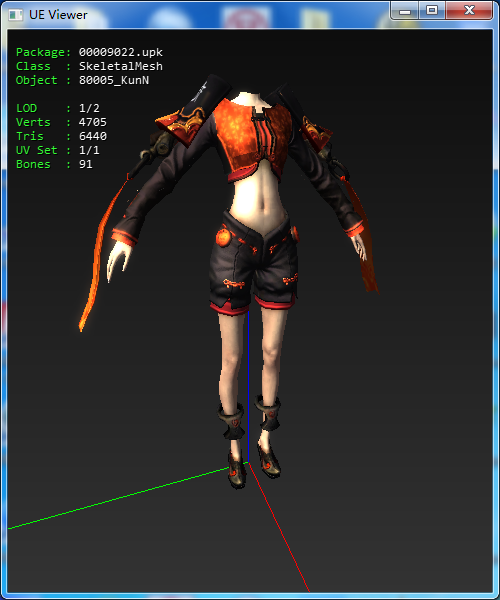 UE Viewer
Package: 00009022.upk
Class : SkeletalMesh
Object : 80005_KunN
LOD : 1/2
Verts : 4705
Tris : 6440
UV Set : 1/1
Bones : 91